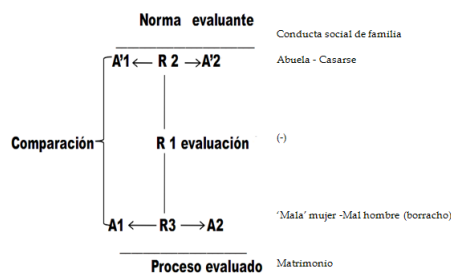 Norma evaluante
Conducta social de familia
A'1 ← R 2 → A'2
Abuela - Casarse
Comparación
R 1 evaluación
(-)
'Mala' mujer -Mal hombre (borracho)
A1 ← R3 → A2
Proceso evaluado
Matrimonio